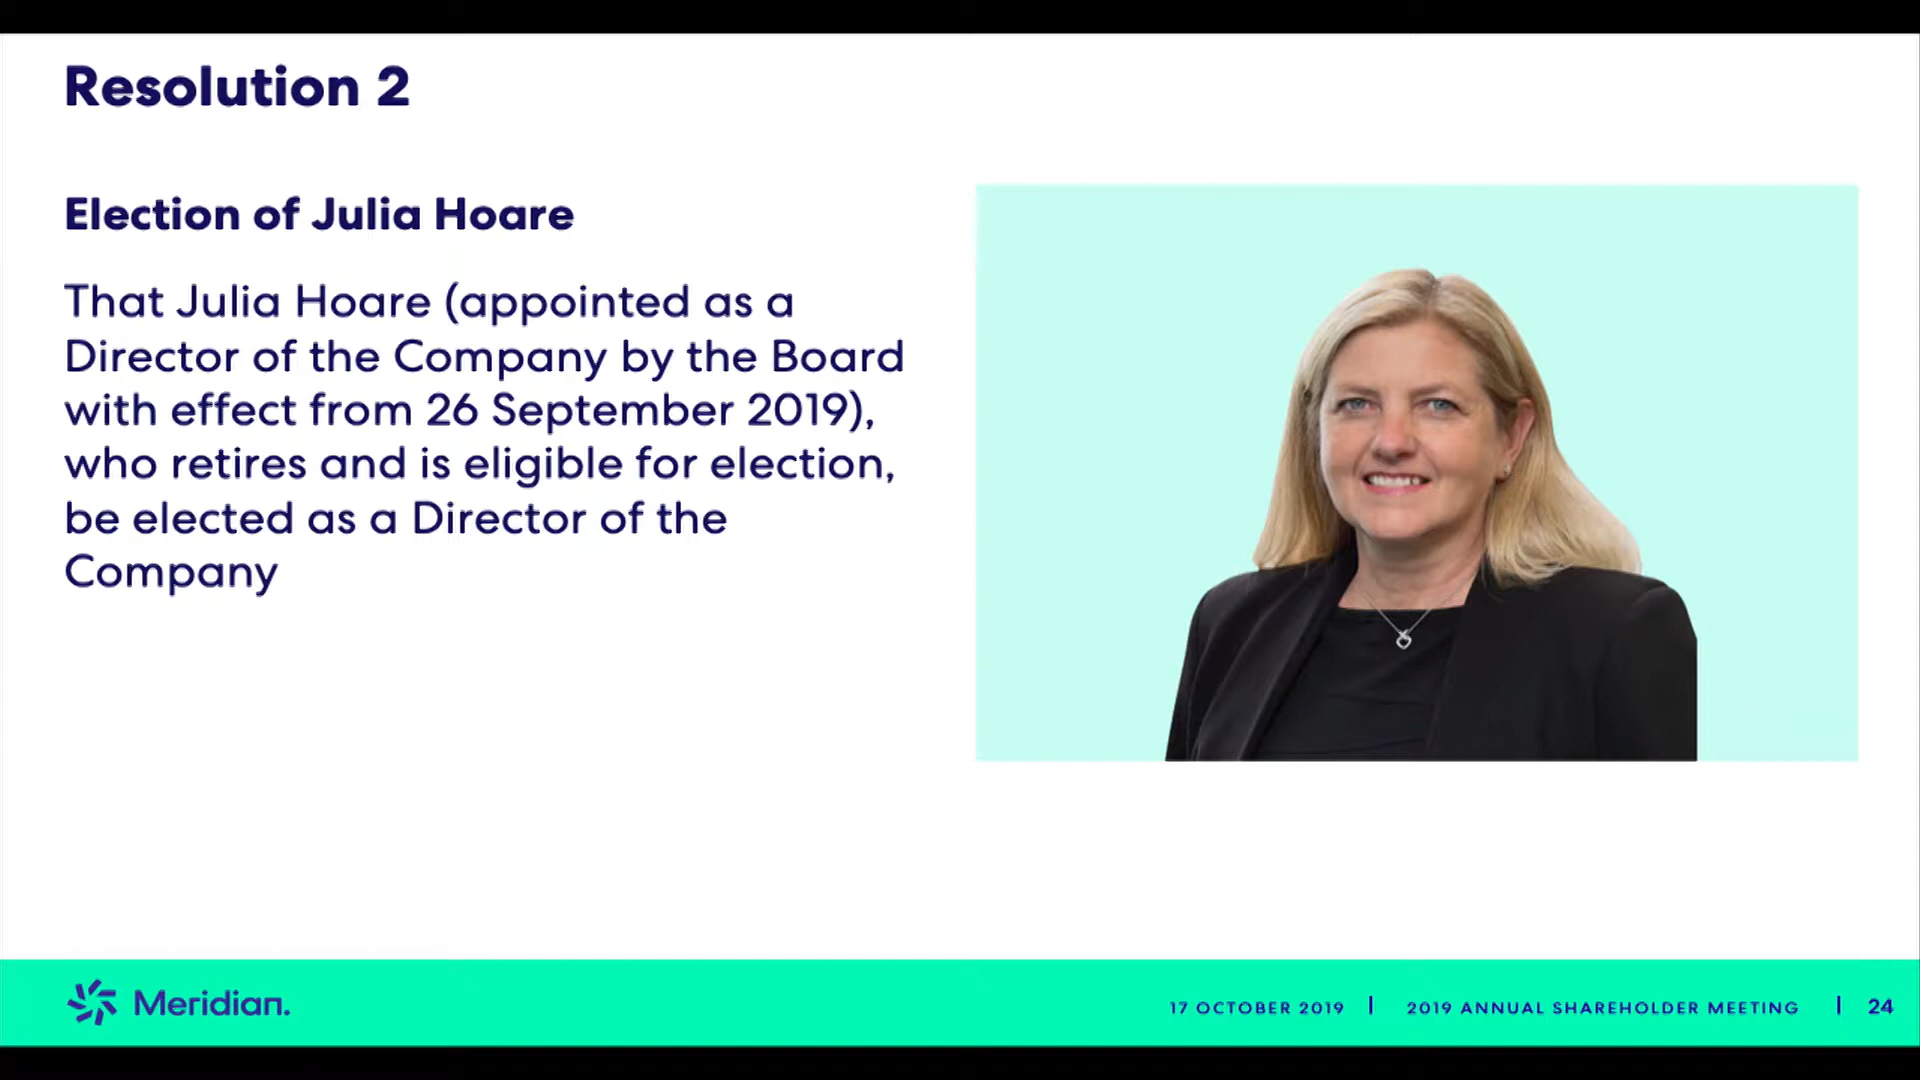 Resolution 2
Election of Julia Hoare
That Julia Hoare (appointed as a
Director of the Company by the Board
with effect from 26 September 2019),
who retires and is eligible for election,
be elected as a Director of the
Company
Meridian.
17 OCTOBER 2019 | 2019 ANNUAL SHAREHOLDER MEETING | 24